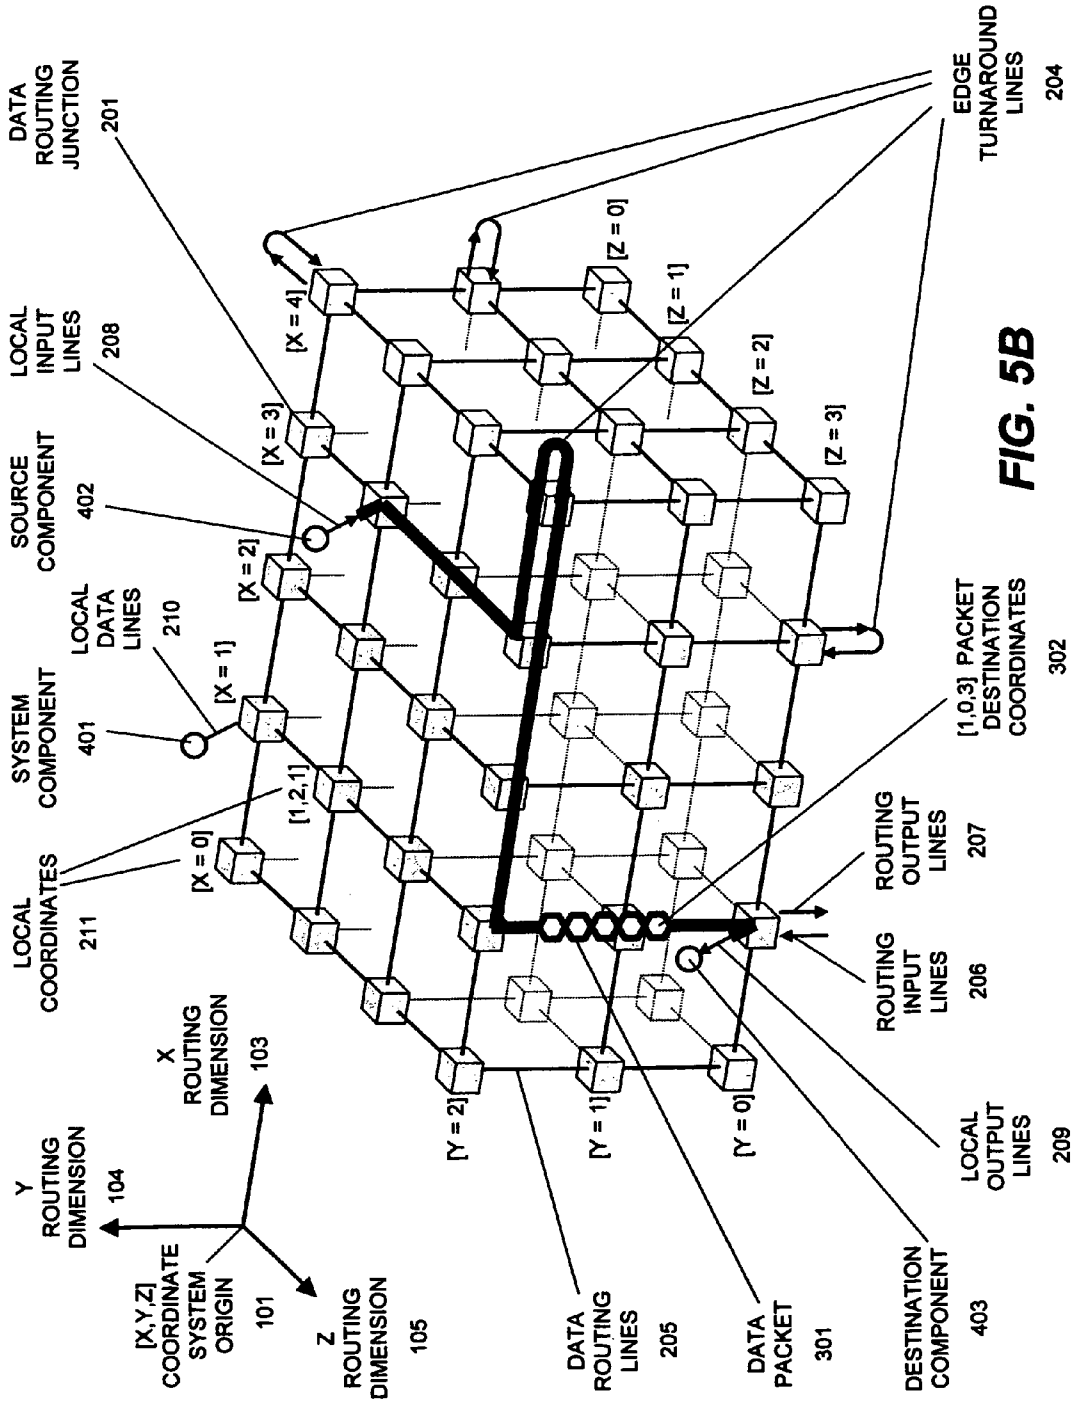 Y
ROUTING
DIMENSION
104
[X,Y,Z]
COORDINATE
SYSTEM
ORIGIN
101
X
ROUTING
DIMENSION
103
Z
ROUTING
DIMENSION
105
LOCAL
COORDINATES
211
SYSTEM
COMPONENT
401
LOCAL
DATA
LINES
210
SOURCE
COMPONENT
402
LOCAL
INPUT
LINES
208
DATA
ROUTING
JUNCTION
201
[X = 0]
[X = 1]
[X = 2]
[X = 3]
[X = 4]
[1,2,1]
[Y = 2]
[Y = 1]
[Y = 0]
[Z = 0]
[Z = 1]
[Z = 2]
[Z = 3]
DATA
ROUTING
LINES
205
DATA
PACKET
301
DESTINATION
COMPONENT
403
LOCAL
OUTPUT
LINES
209
ROUTING
INPUT
LINES
206
ROUTING
OUTPUT
LINES
207
[1,0,3] PACKET
DESTINATION
COORDINATES
302
EDGE
TURNAROUND
LINES
204
FIG. 5B